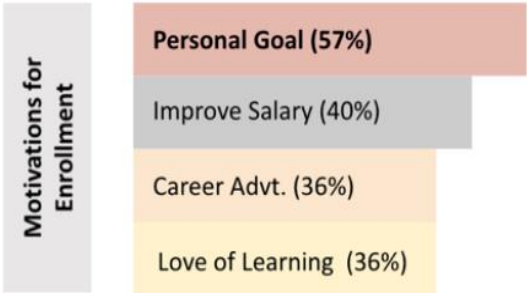 Motivations for
Enrollment
Personal Goal (57%)
Improve Salary (40%)
Career Advt. (36%)
Love of Learning (36%)